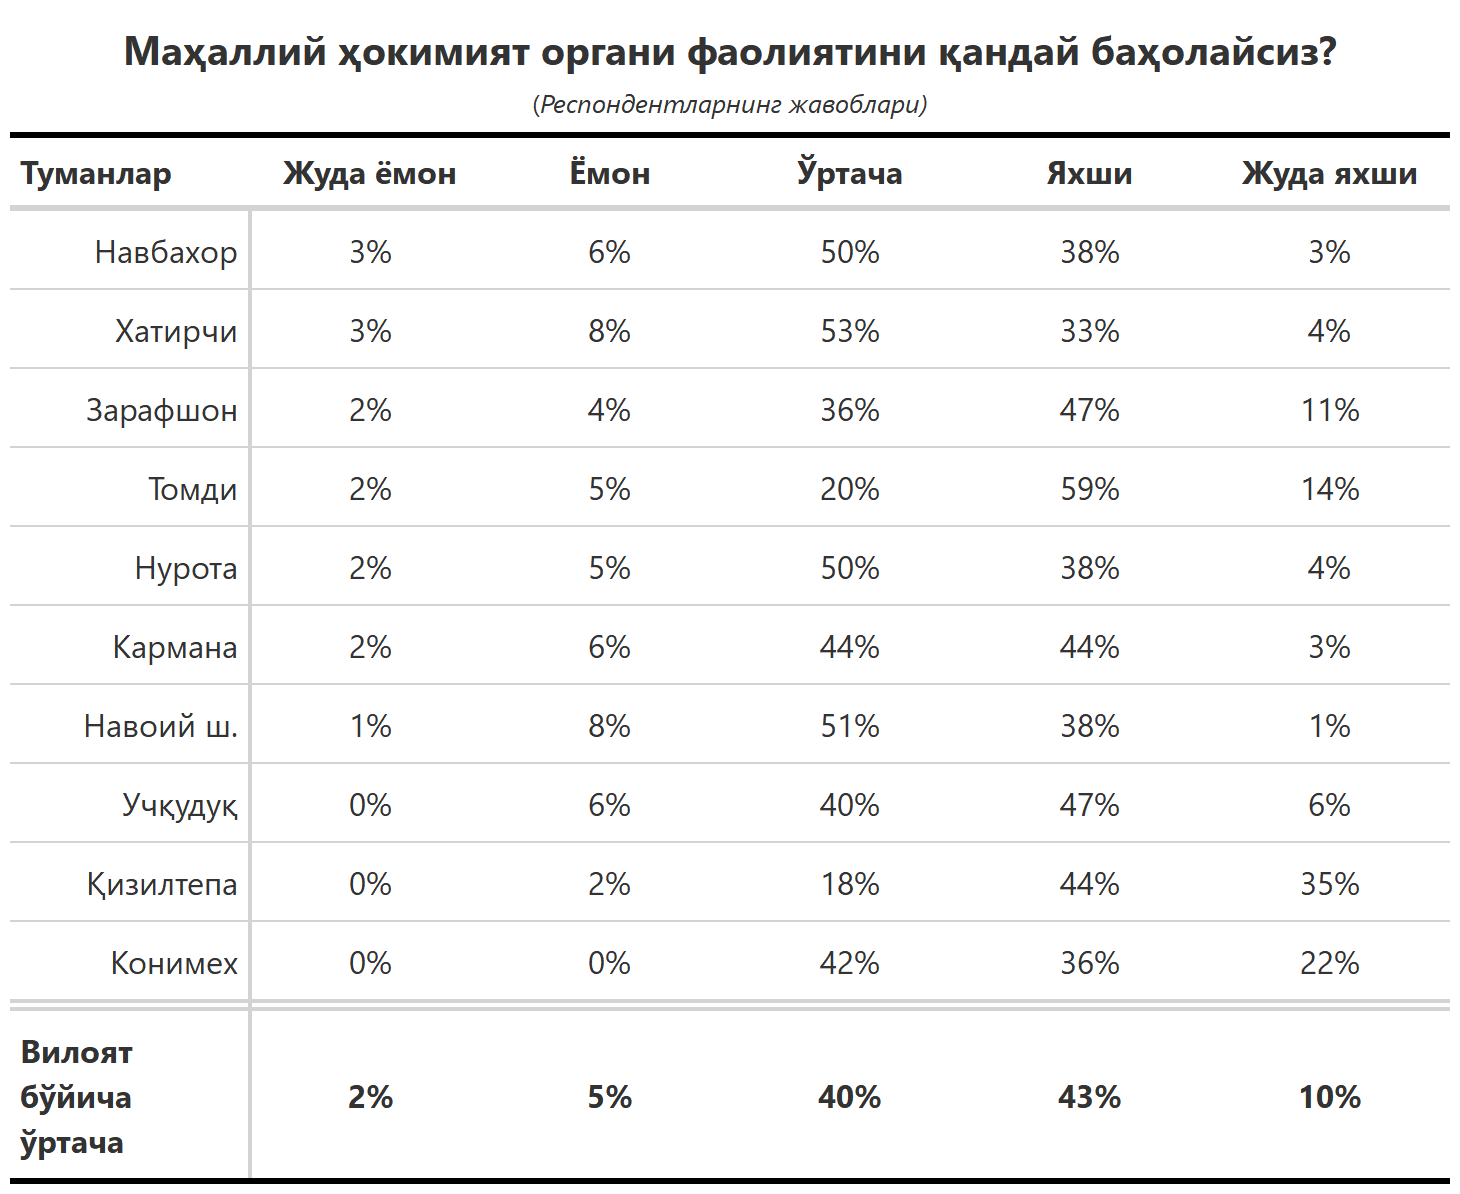 Маҳаллий ҳокимият органи фаолиятини қандай баҳолайсиз?
(Респондентларнинг жавоблари)
Туманлар Жуда ёмон Ёмон Ўртача Яхши Жуда яхши
Навбахор 3% 6% 50% 38% 3%
Хатирчи 3% 8% 53% 33% 4%
Зарафшон 2% 4% 36% 47% 11%
Томди 2% 5% 20% 59% 14%
Нурота 2% 5% 50% 38% 4%
Кармана 2% 6% 44% 44% 3%
Навоий ш. 1% 8% 51% 38% 1%
Учқудуқ 0% 6% 40% 47% 6%
Қизилтепа 0% 2% 18% 44% 35%
Конимех 0% 0% 42% 36% 22%
Вилоят
бўйича 2% 5% 40% 43% 10%
ўртача